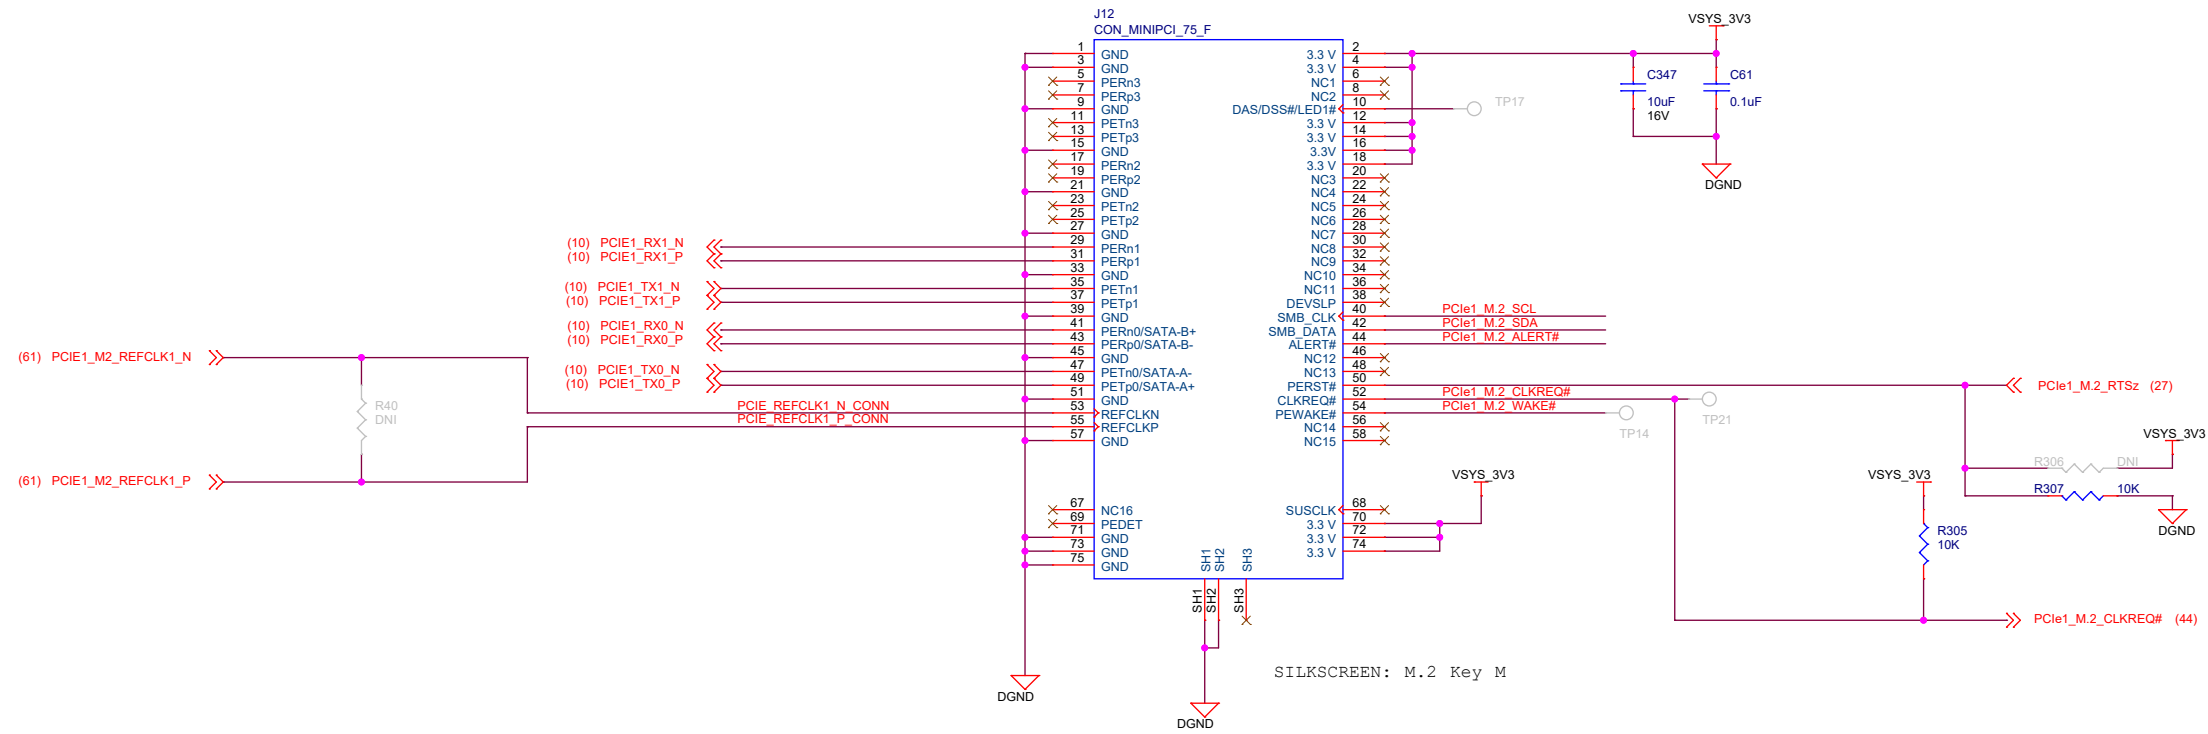 J12
CON_MINIPCI_75_F
VSYS_3V3
1 GND 3.3 V 2
3 GND 3.3 V 4
5 PERn3 NC1 6
7 PERp3 NC2 8
9 GND DAS/DSS#/LED1# 10 TP17
11 PETn3 3.3 V 12
13 PETp3 3.3 V 14
15 GND 3.3V 16
17 PERn2 3.3 V 18
19 PERp2 NC3 20
21 GND NC4 22
23 PETn2 NC5 24
25 PETp2 NC6 26
27 GND NC7 28
(10) PCIE1_RX1_N 29 PERn1 NC8 30
(10) PCIE1_RX1_P 31 PERp1 NC9 32
33 GND NC10 34
(10) PCIE1_TX1_N 35 PETn1 NC11 36
(10) PCIE1_TX1_P 37 PETp1 DEVSLP 38
39 GND SMB_CLK 40 PCIe1_M.2_SCL
(10) PCIE1_RX0_N 41 PERn0/SATA-B+ SMB_DATA 42 PCIe1_M.2_SDA
(10) PCIE1_RX0_P 43 PERp0/SATA-B- ALERT# 44 PCIe1_M.2_ALERT#
45 GND NC12 46
(10) PCIE1_TX0_N 47 PETn0/SATA-A- NC13 48
(10) PCIE1_TX0_P 49 PETp0/SATA-A+ PERST# 50
51 GND CLKREQ# 52 PCIe1_M.2_CLKREQ#
PCIE_REFCLK1_N_CONN 53 REFCLKN PEWAKE# 54 PCIe1_M.2_WAKE#
PCIE_REFCLK1_P_CONN 55 REFCLKP NC14 56
57 GND NC15 58
67 NC16 SUSCLK 68
69 PEDET 3.3 V 70
71 GND 3.3 V 72
73 GND 3.3 V 74
75 GND
SH1 SH2 SH3
SH1 SH2 SH3
C347
10uF
16V
C61
0.1uF
DGND
(61) PCIE1_M2_REFCLK1_N
R40
DNI
(61) PCIE1_M2_REFCLK1_P
PCIe1_M.2_RTSz (27)
TP14
TP21
VSYS_3V3
R306 DNI
R307 10K
DGND
VSYS_3V3
VSYS_3V3
R305
10K
PCIe1_M.2_CLKREQ# (44)
SILKSCREEN: M.2 Key M
DGND
DGND